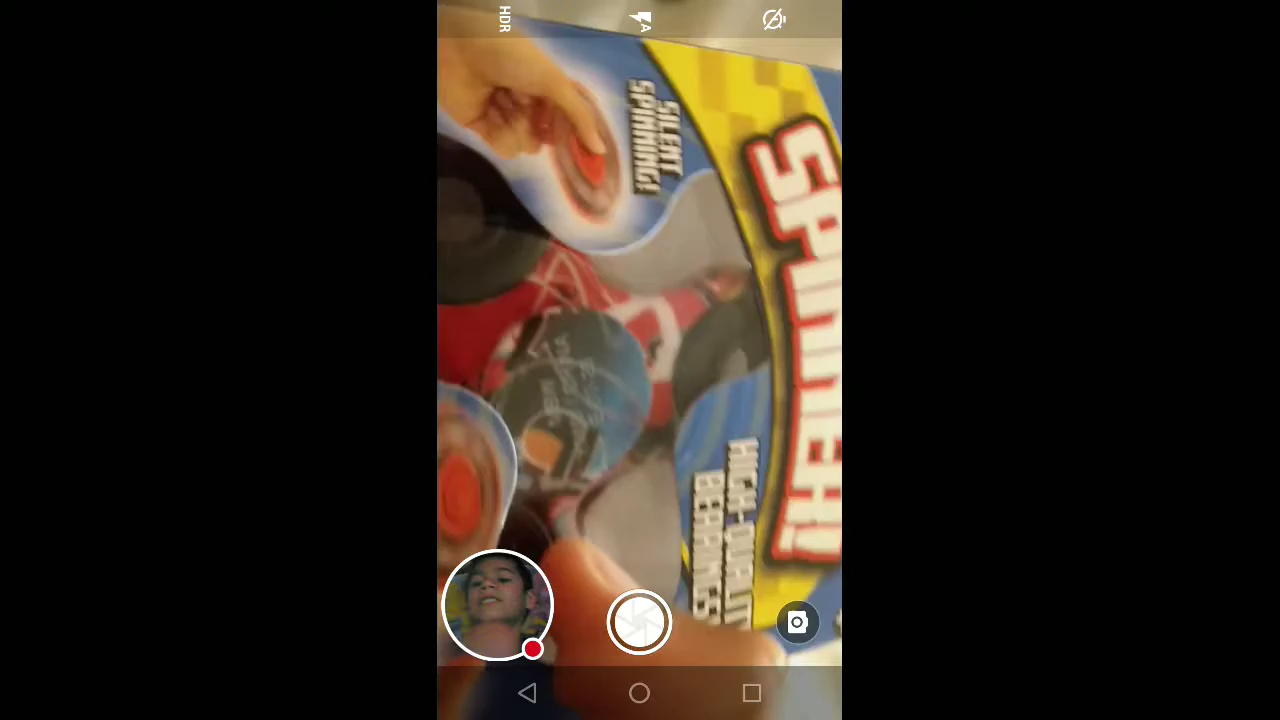 HDR
A
SPINNER!
SILENT
SPINNING!
HIGH-QUALITY
BEARINGS